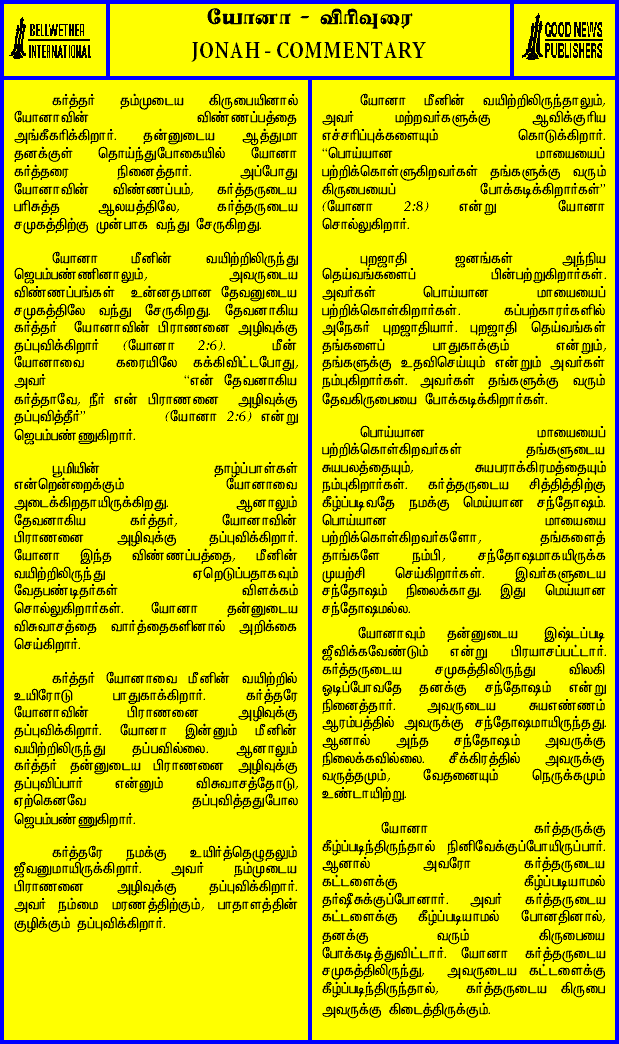 BELLWETHER
INTERNATIONAL
யோனா - விரிவுரை
JONAH - COMMENTARY
GOOD NEWS
PUBLISHERS
கர்த்தர் தம்முடைய கிருபையினால்
யோனாவின் விண்ணப்பத்தை
அங்கீகரிக்கிறார். தன்னுடைய ஆத்துமா
தனக்குள் தொய்ந்துபோகையில் யோனா
கர்த்தரை நினைத்தார். அப்போது
யோனாவின் விண்ணப்பம், கர்த்தருடைய
பரிசுத்த ஆலயத்திலே, கர்த்தருடைய
சமுகத்திற்கு முன்பாக வந்து சேருகிறது.
யோனா மீனின் வயிற்றிலிருந்து
ஜெபம்பண்ணினாலும், அவருடைய
விண்ணப்பங்கள் உன்னதமான தேவனுடைய
சமுகத்திலே வந்து சேருகிறது. தேவனாகிய
கர்த்தர் யோனாவின் பிராணனை அழிவுக்கு
தப்புவிக்கிறார் (யோனா 2:6). மீன்
யோனாவை கரையிலே கக்கிவிட்டபோது,
அவர் “என் தேவனாகிய
கர்த்தாவே, நீர் என் பிராணனை அழிவுக்கு
தப்புவித்தீர்” (யோனா 2:6) என்று
ஜெபம்பண்ணுகிறார்.
பூமியின் தாழ்ப்பாள்கள்
என்றென்றைக்கும் யோனாவை
அடைக்கிறதாயிருக்கிறது. ஆனாலும்
தேவனாகிய கர்த்தர், யோனாவின்
பிராணனை அழிவுக்கு தப்புவிக்கிறார்.
யோனா இந்த விண்ணப்பத்தை, மீனின்
வயிற்றிலிருந்து ஏறெடுப்பதாகவும்
வேதபண்டிதர்கள் விளக்கம்
சொல்லுகிறார்கள். யோனா தன்னுடைய
விசுவாசத்தை வார்த்தைகளினால் அறிக்கை
செய்கிறார்.
கர்த்தர் யோனாவை மீனின் வயிற்றில்
உயிரோடு பாதுகாக்கிறார். கர்த்தரே
யோனாவின் பிராணனை அழிவுக்கு
தப்புவிக்கிறார். யோனா இன்னும் மீனின்
வயிற்றிலிருந்து தப்பவில்லை. ஆனாலும்
கர்த்தர் தன்னுடைய பிராணனை அழிவுக்கு
தப்புவிப்பார் என்னும் விசுவாசத்தோடு,
ஏற்கெனவே தப்புவித்ததுபோல
ஜெபம்பண்ணுகிறார்.
கர்த்தரே நமக்கு உயிர்த்தெழுதலும்
ஜீவனுமாயிருக்கிறார். அவர் நம்முடைய
பிராணனை அழிவுக்கு தப்புவிக்கிறார்.
அவர் நம்மை மரணத்திற்கும், பாதாளத்தின்
குழிக்கும் தப்புவிக்கிறார்.
யோனா மீனின் வயிற்றிலிருந்தாலும்,
அவர் மற்றவர்களுக்கு ஆவிக்குரிய
எச்சரிப்புக்களையும் கொடுக்கிறார்.
“பொய்யான மாயையைப்
பற்றிக்கொள்ளுகிறவர்கள் தங்களுக்கு வரும்
கிருபையைப் போக்கடிக்கிறார்கள்”
(யோனா 2:8) என்று யோனா
சொல்லுகிறார்.
புறஜாதி ஜனங்கள் அந்நிய
தெய்வங்களைப் பின்பற்றுகிறார்கள்.
அவர்கள் பொய்யான மாயையைப்
பற்றிக்கொள்கிறார்கள். கப்பற்காரர்களில்
அநேகர் புறஜாதியார். புறஜாதி தெய்வங்கள்
தங்களைப் பாதுகாக்கும் என்றும்,
தங்களுக்கு உதவிசெய்யும் என்றும் அவர்கள்
நம்புகிறார்கள். அவர்கள் தங்களுக்கு வரும்
தேவகிருபையை போக்கடிக்கிறார்கள்.
பொய்யான மாயையைப்
பற்றிக்கொள்கிறவர்கள் தங்களுடைய
சுயபலத்தையும், சுயபராக்கிரமத்தையும்
நம்புகிறார்கள். கர்த்தருடைய சித்தித்திற்கு
கீழ்ப்படிவதே நமக்கு மெய்யான சந்தோஷம்.
பொய்யான மாயையை
பற்றிக்கொள்கிறவர்களோ, தங்களைத்
தாங்களே நம்பி, சந்தோஷமாகயிருக்க
முயற்சி செய்கிறார்கள். இவர்களுடைய
சந்தோஷம் நிலைக்காது. இது மெய்யான
சந்தோஷமல்ல.
யோனாவும் தன்னுடைய இஷ்டப்படி
ஜீவிக்கவேண்டும் என்று பிரயாசப்பட்டார்.
கர்த்தருடைய சமுகத்திலிருந்து விலகி
ஓடிப்போவதே தனக்கு சந்தோஷம் என்று
நினைத்தார். அவருடைய சுயஎண்ணம்
ஆரம்பத்தில் அவருக்கு சந்தோஷமாயிருந்தது.
ஆனால் அந்த சந்தோஷம் அவருக்கு
நிலைக்கவில்லை. சீக்கிரத்தில் அவருக்கு
வருத்தமும், வேதனையும் நெருக்கமும்
உண்டாயிற்று.
யோனா கர்த்தருக்கு
கீழ்ப்படிந்திருந்தால் நினிவேக்குப்போயிருப்பார்.
ஆனால் அவரோ கர்த்தருடைய
கட்டளைக்கு கீழ்ப்படியாமல்
தர்ஷீசுக்குப்போனார். அவர் கர்த்தருடைய
கட்டளைக்கு கீழ்ப்படியாமல் போனதினால்,
தனக்கு வரும் கிருபையை
போக்கடித்துவிட்டார். யோனா கர்த்தருடைய
சமுகத்திலிருந்து, அவருடைய கட்டளைக்கு
கீழ்ப்படிந்திருந்தால், கர்த்தருடைய கிருபை
அவருக்கு கிடைத்திருக்கும்.